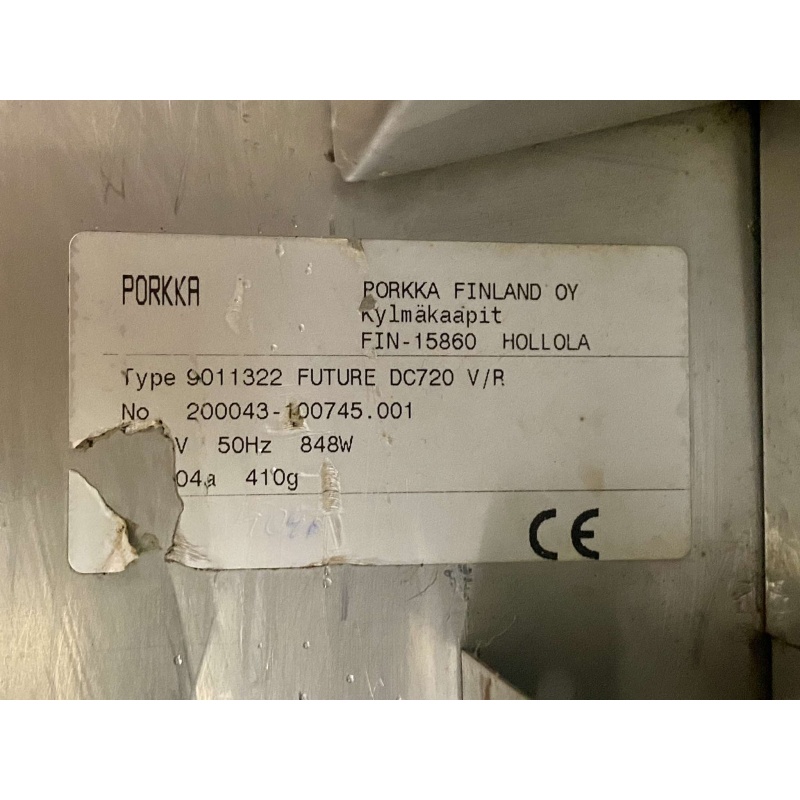 PORKKA
PORKKA FINLAND OY
Kylmäkaapit
FIN-15860 HOLLOLA
Type 9011322 FUTURE DC720 V/R
No 200043-100745.001
V 50Hz 848W
04a 410g
CE